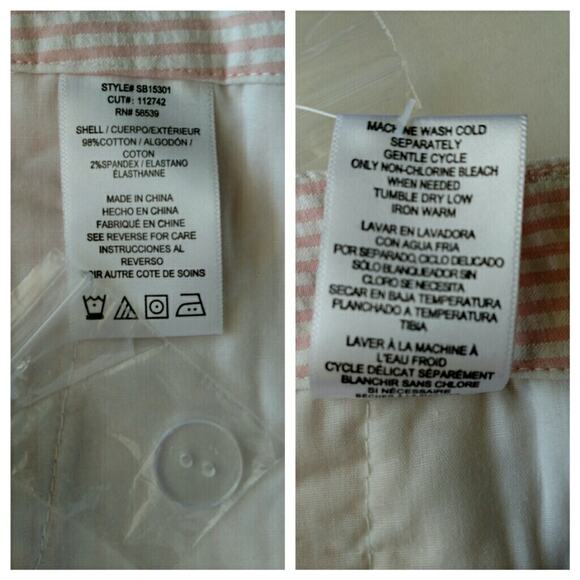 STYLE# SB15301
CUT#: 112742
RN# 58539
SHELL / CUERPO/EXTÉRIEUR
98%COTTON / ALGODÓN /
COTON
2%SPANDEX / ELASTANO
ÉLASTHANNE
MADE IN CHINA
HECHO EN CHINA
FABRIQUÉ EN CHINE
SEE REVERSE FOR CARE
INSTRUCCIONES AL
REVERSO
OIR AUTRE COTE DE SOINS
MACHINE WASH COLD
SEPARATELY
GENTLE CYCLE
ONLY NON-CHLORINE BLEACH
WHEN NEEDED
TUMBLE DRY LOW
IRON WARM
LAVAR EN LAVADORA
CON AGUA FRIA
POR SEPARADO, CICLO DELICADO
SÓLO BLANQUEADOR SIN
CLORO SE NECESITA
SECAR EN BAJA TEMPERATURA
PLANCHADO A TEMPERATURA
TIBIA
LAVER À LA MACHINE À
L'EAU FROID
CYCLE DÉLICAT SÉPARÉMENT
BLANCHIR SANS CHLORE
SI NÉCESSAIRE